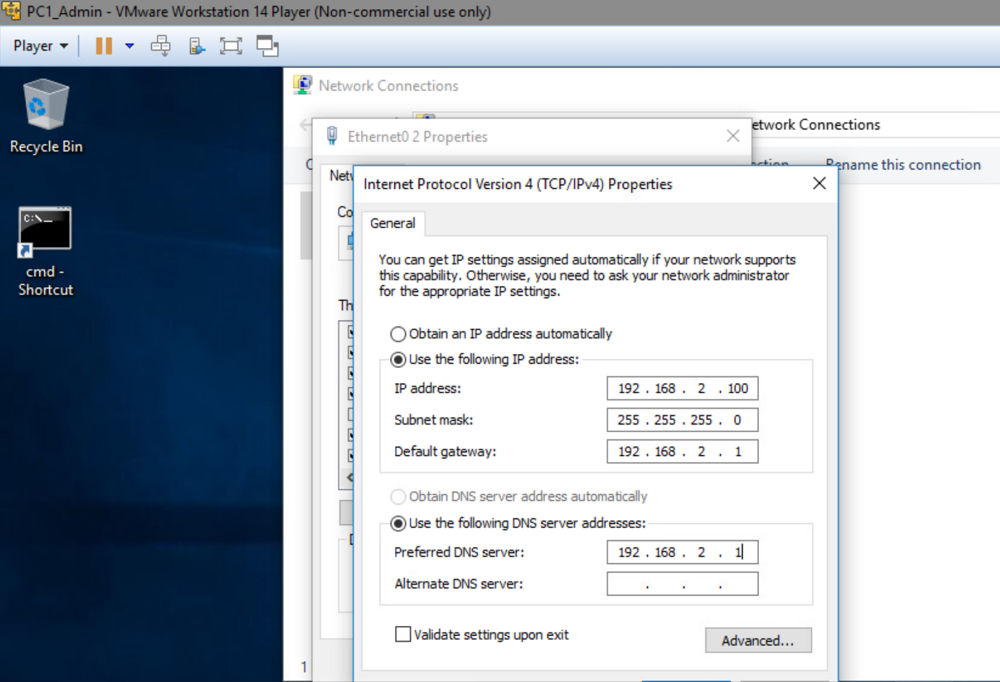 PC1_Admin - VMware Workstation 14 Player (Non-commercial use only)
Player
Recycle Bin
C:\_
cmd -
Shortcut
Network Connections
etwork Connections
Rename this connection
Ethernet0 2 Properties
Internet Protocol Version 4 (TCP/IPv4) Properties
General
You can get IP settings assigned automatically if your network supports
this capability. Otherwise, you need to ask your network administrator
for the appropriate IP settings.
Obtain an IP address automatically
Use the following IP address:
IP address: 192 . 168 . 2 . 100
Subnet mask: 255 . 255 . 255 . 0
Default gateway: 192 . 168 . 2 . 1
Obtain DNS server address automatically
Use the following DNS server addresses:
Preferred DNS server: 192 . 168 . 2 . 1
Alternate DNS server: . . .
Validate settings upon exit
Advanced...
1